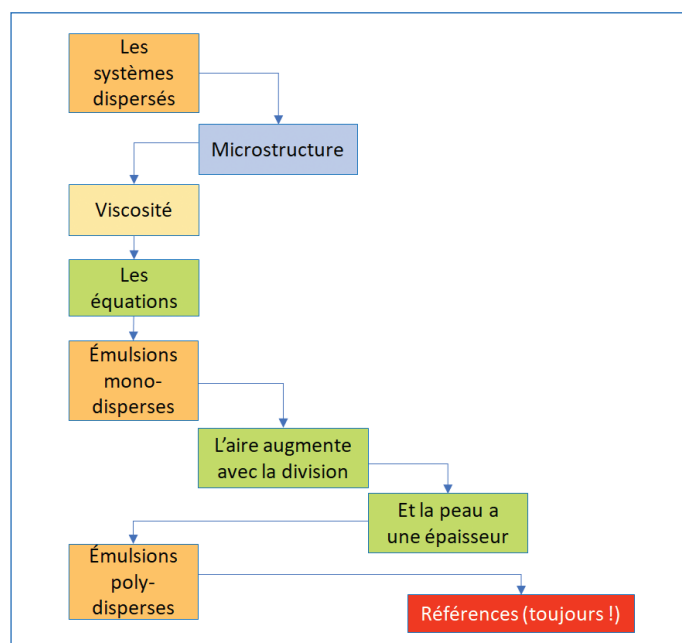 Les
systèmes
dispersés
Microstructure
Viscosité
Les
équations
Émulsions
mono-
disperses
L'aire augmente
avec la division
Et la peau a
une épaisseur
Émulsions
poly-
disperses
Références (toujours !)